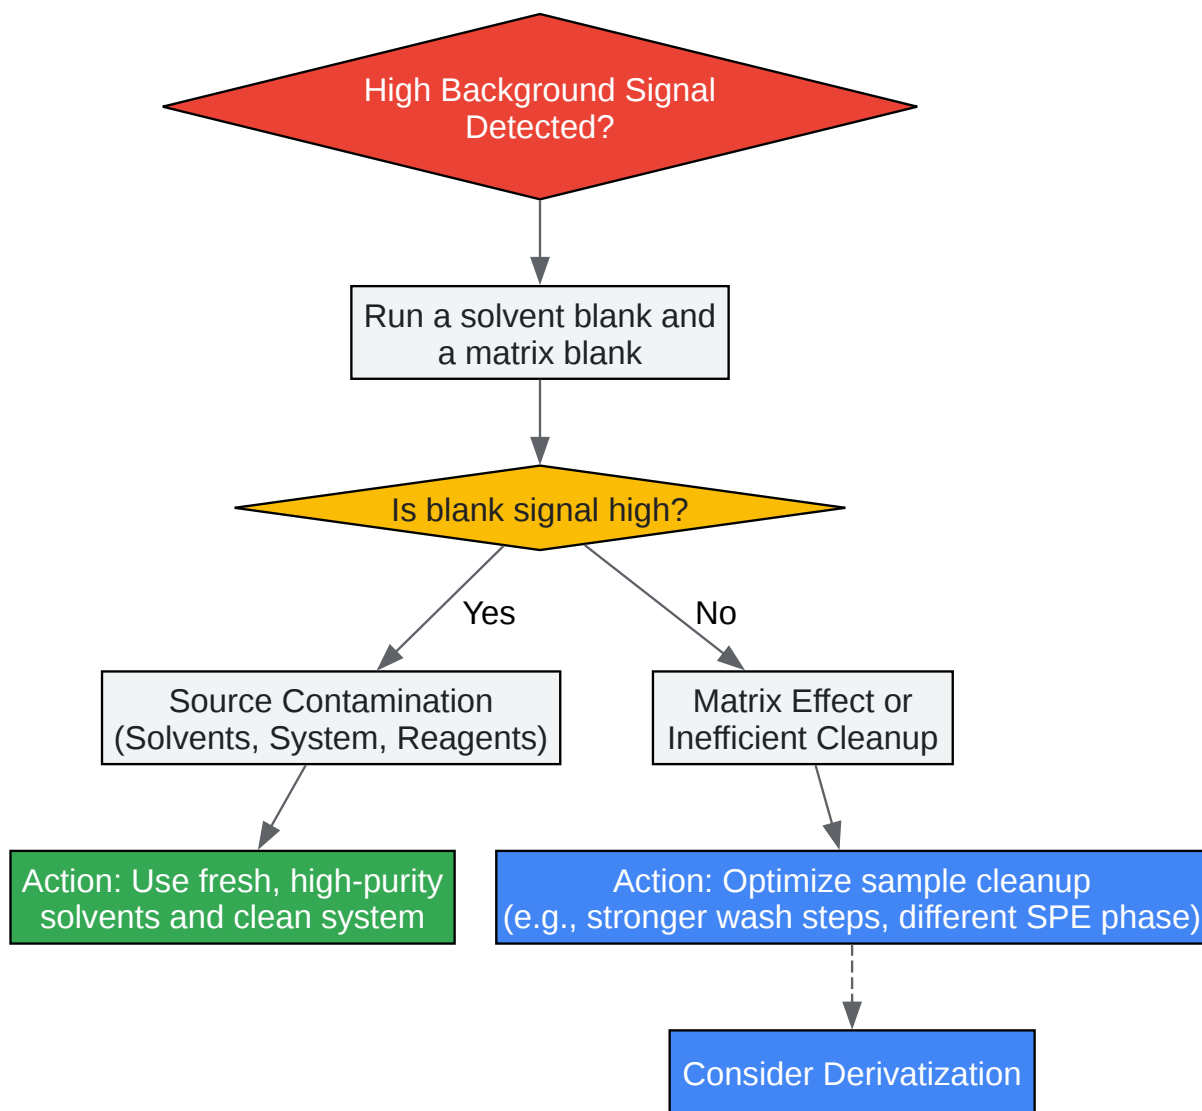 High Background Signal
Detected?
Run a solvent blank and
a matrix blank
Is blank signal high?
Yes
No
Source Contamination
(Solvents, System, Reagents)
Matrix Effect or
Inefficient Cleanup
Action: Use fresh, high-purity
solvents and clean system
Action: Optimize sample cleanup
(e.g., stronger wash steps, different SPE phase)
Consider Derivatization